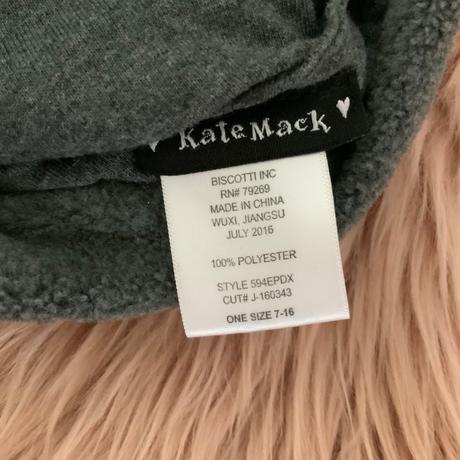 Kate Mack
BISCOTTI INC
RN# 79269
MADE IN CHINA
WUXI, JIANGSU
JULY 2016
100% POLYESTER
STYLE 594EPDX
CUT# J-160343
ONE SIZE 7-16